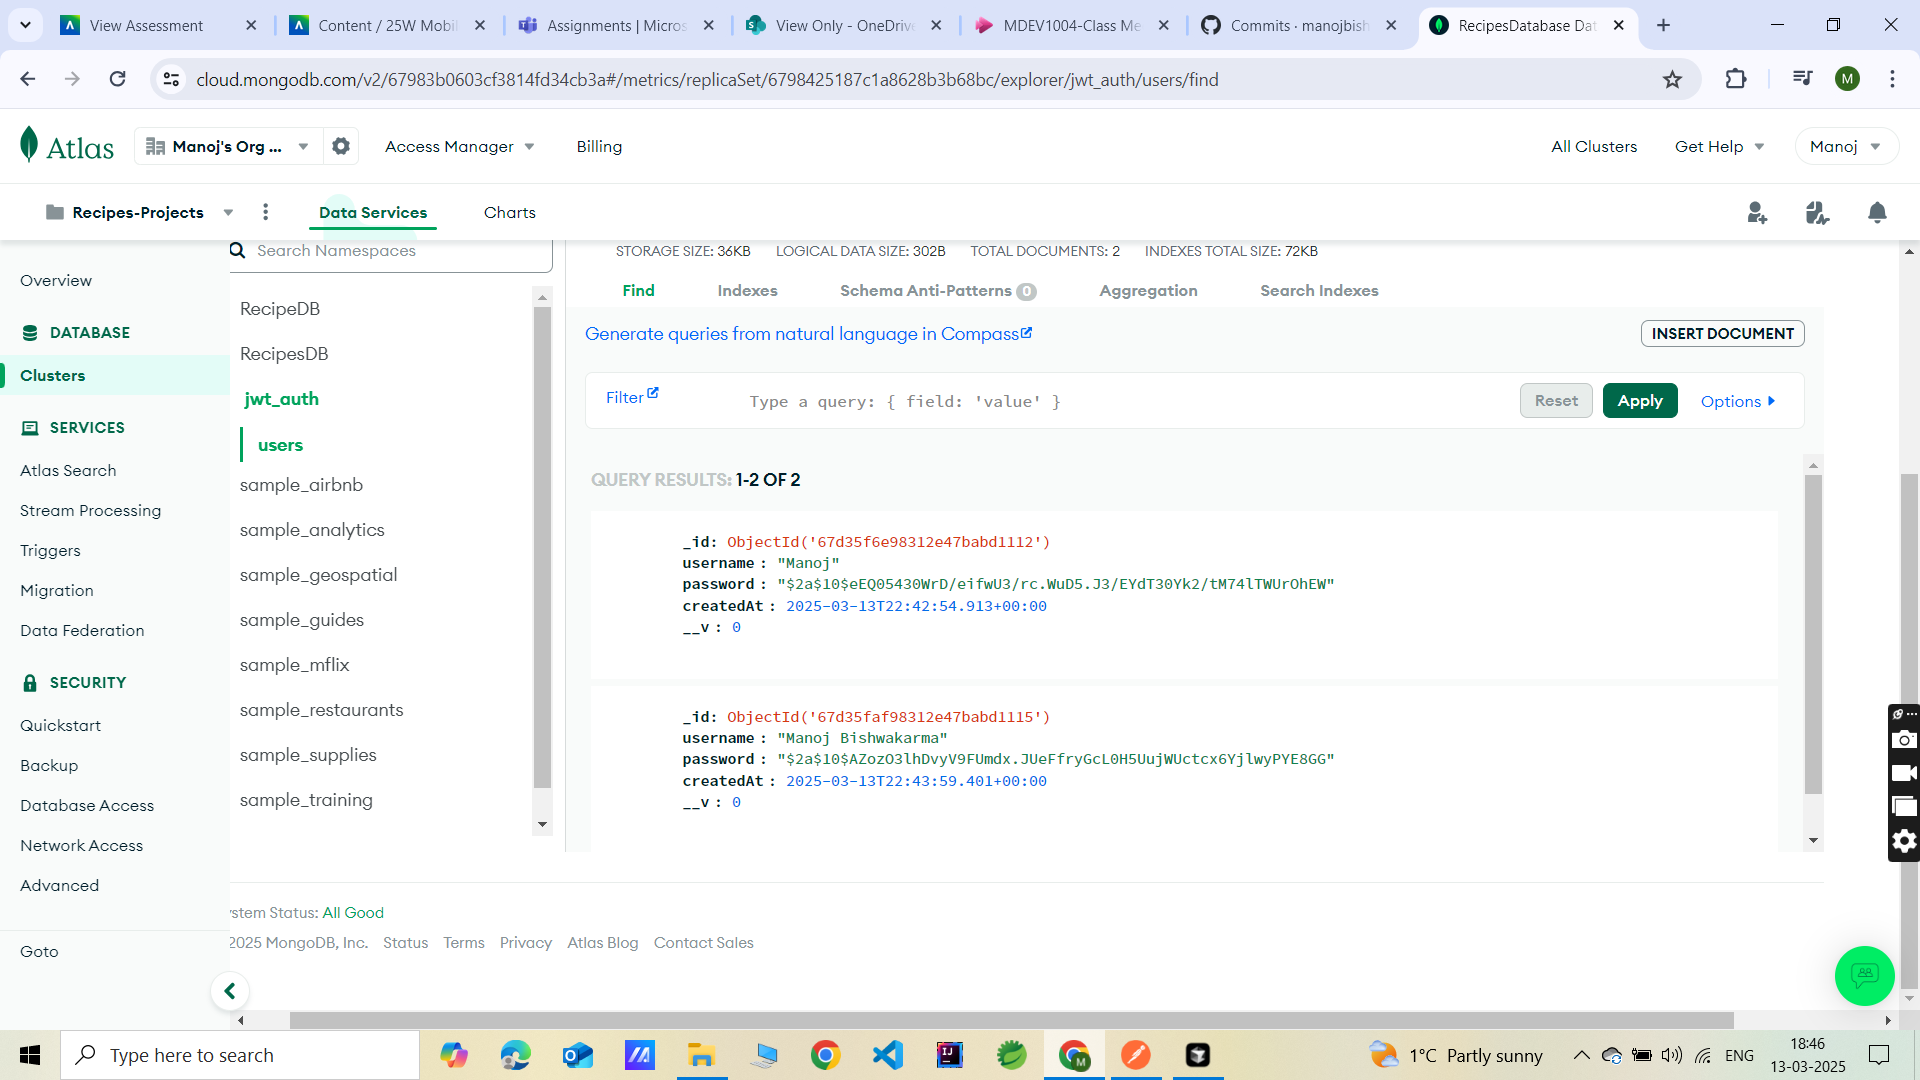 View Assessment
Content / 25W Mobil
Assignments | Micros
View Only - OneDrive
MDEV1004-Class Me
Commits · manojbish
RecipesDatabase Dat
cloud.mongodb.com/v2/67983b0603cf3814fd34cb3a#/metrics/replicaSet/6798425187c1a8628b3b68bc/explorer/jwt_auth/users/find
M
Atlas
Manoj's Org ...
Access Manager
Billing
All Clusters
Get Help
Manoj
Recipes-Projects
Data Services
Charts
Overview
DATABASE
Clusters
SERVICES
Atlas Search
Stream Processing
Triggers
Migration
Data Federation
SECURITY
Quickstart
Backup
Database Access
Network Access
Advanced
Goto
Search Namespaces
RecipeDB
RecipesDB
jwt_auth
users
sample_airbnb
sample_analytics
sample_geospatial
sample_guides
sample_mflix
sample_restaurants
sample_supplies
sample_training
STORAGE SIZE: 36KB LOGICAL DATA SIZE: 302B TOTAL DOCUMENTS: 2 INDEXES TOTAL SIZE: 72KB
Find Indexes Schema Anti-Patterns 0 Aggregation Search Indexes
Generate queries from natural language in Compass
INSERT DOCUMENT
Filter
Type a query: { field: 'value' }
Reset
Apply
Options
QUERY RESULTS: 1-2 OF 2
_id: ObjectId('67d35f6e98312e47babd1112')
username : "Manoj"
password : "$2a$10$eEQ05430WrD/eifwU3/rc.WuD5.J3/EYdT30Yk2/tM74lTWUrOhEW"
createdAt : 2025-03-13T22:42:54.913+00:00
__v : 0
_id: ObjectId('67d35faf98312e47babd1115')
username : "Manoj Bishwakarma"
password : "$2a$10$AZozO3lhDvyV9FUmdx.JUeFfryGcL0H5UujWUctcx6YjlwyPYE8GG"
createdAt : 2025-03-13T22:43:59.401+00:00
__v : 0
ystem Status: All Good
2025 MongoDB, Inc. Status Terms Privacy Atlas Blog Contact Sales
Type here to search
1°C Partly sunny
ENG
18:46
13-03-2025